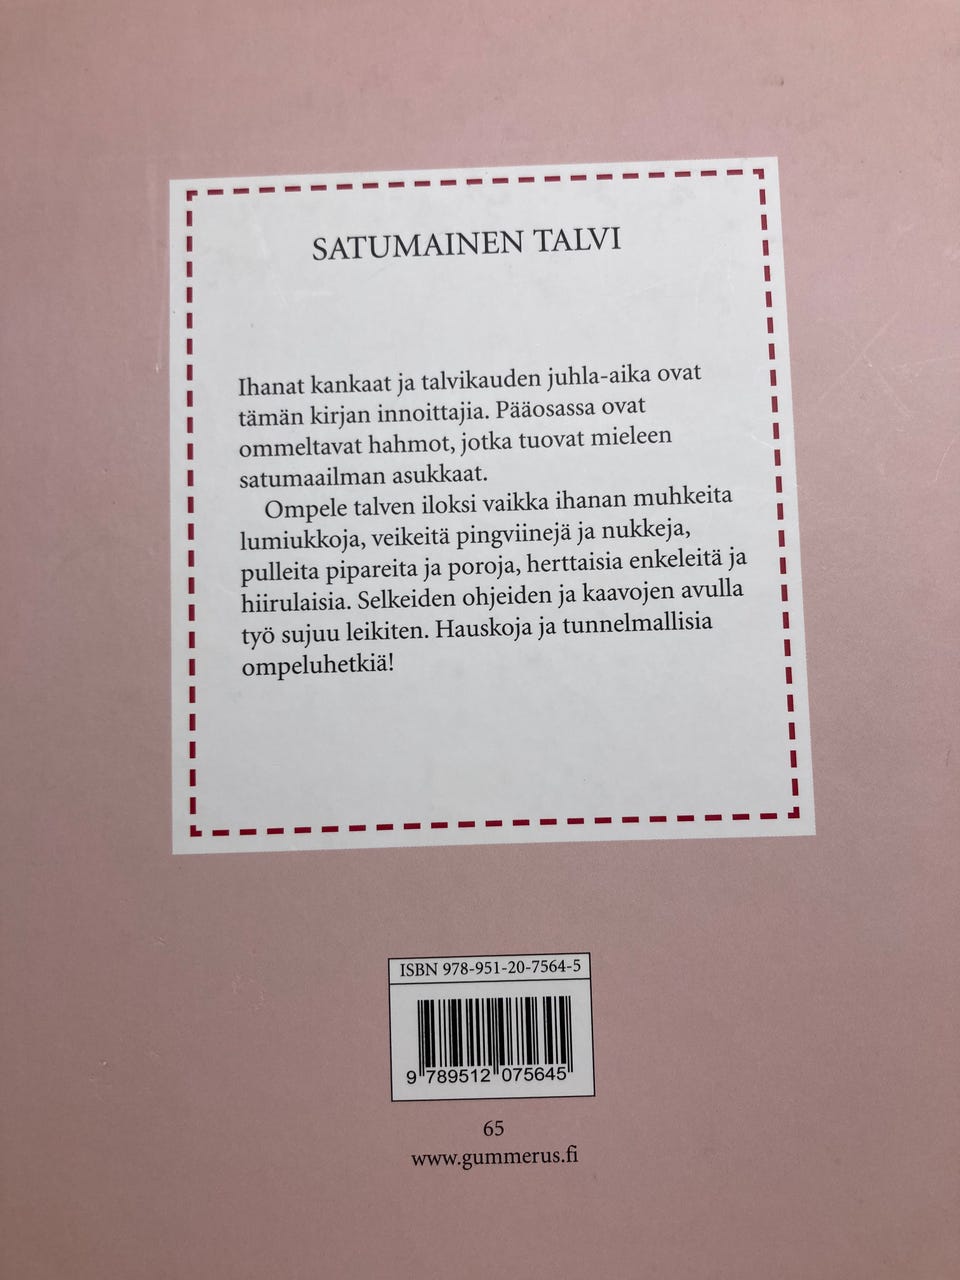 SATUMAINEN TALVI
Ihanat kankaat ja talvikauden juhla-aika ovat
tämän kirjan innoittajia. Pääosassa ovat
ommeltavat hahmot, jotka tuovat mieleen
satumaailman asukkaat.
Ompele talven iloksi vaikka ihanan muhkeita
lumiukkoja, veikeitä pingviinejä ja nukkeja,
pulleita pipareita ja poroja, herttaisia enkeleitä ja
hiirulaisia. Selkeiden ohjeiden ja kaavojen avulla
työ sujuu leikiten. Hauskoja ja tunnelmallisia
ompeluhetkiä!
ISBN 978-951-20-7564-5
9 789512 075645
65
www.gummerus.fi